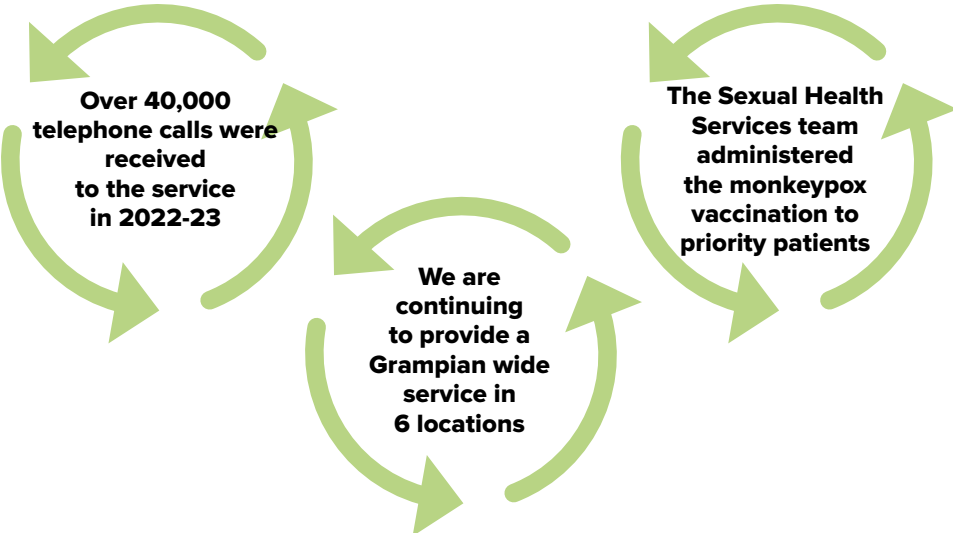 Over 40,000
telephone calls were
received
to the service
in 2022-23
We are
continuing
to provide a
Grampian wide
service in
6 locations
The Sexual Health
Services team
administered
the monkeypox
vaccination to
priority patients